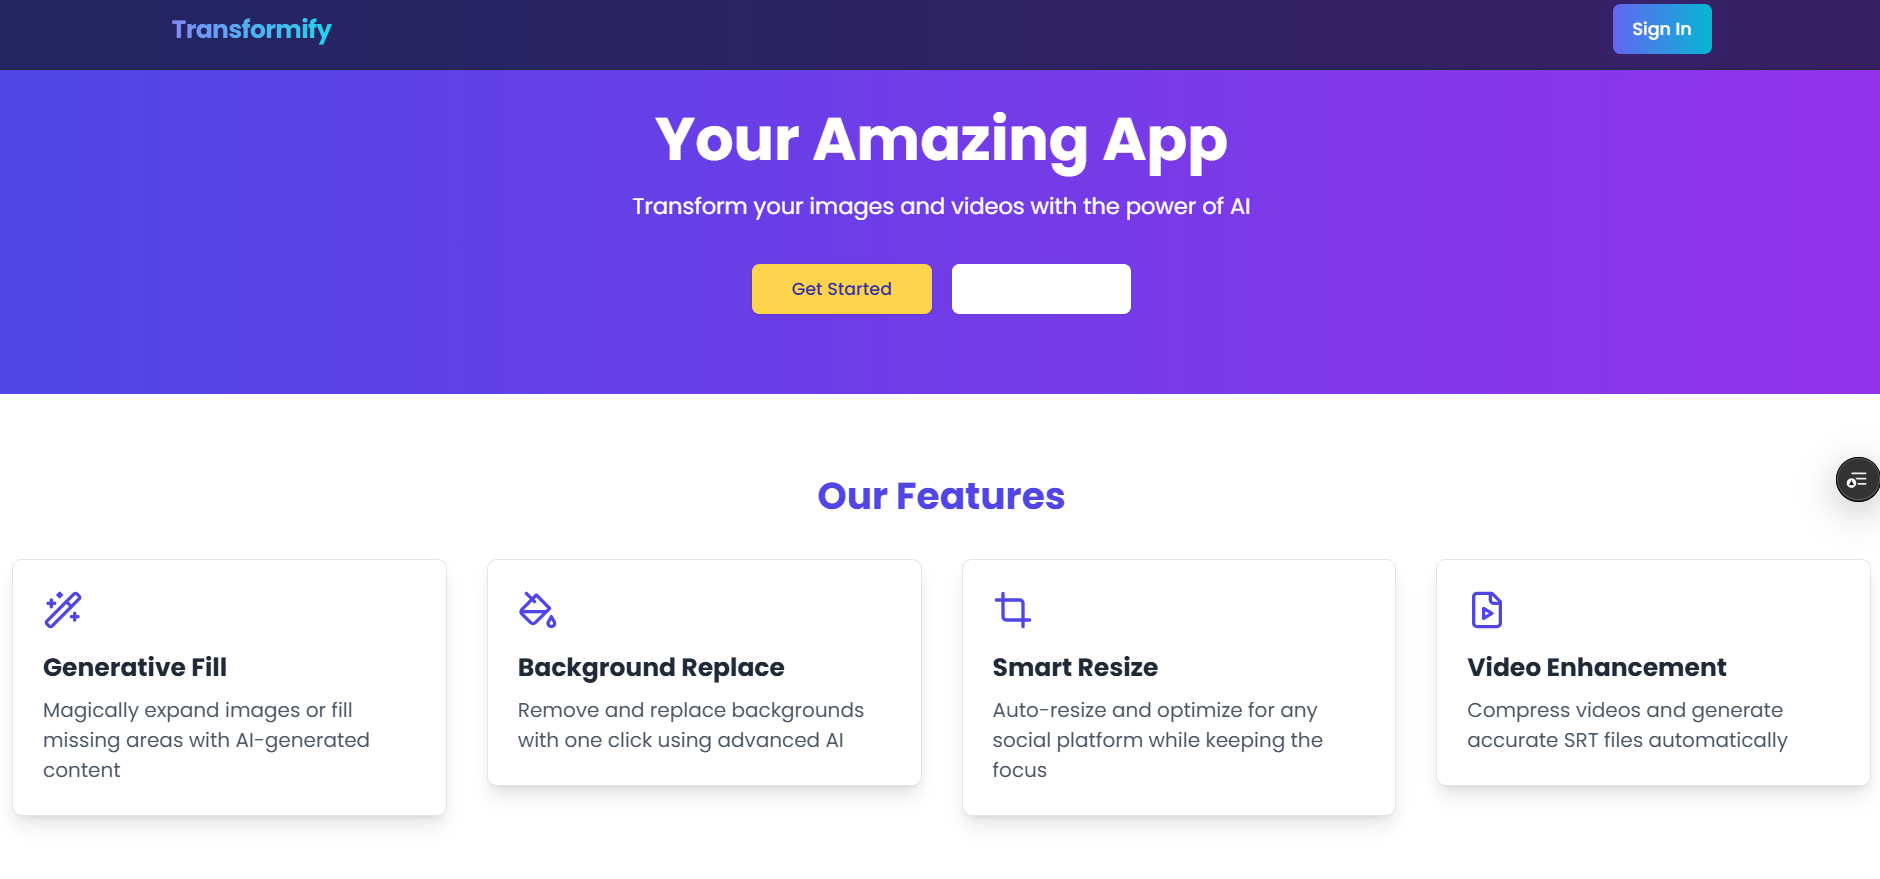 Transformify
Sign In
Your Amazing App
Transform your images and videos with the power of AI
Get Started
Our Features
Generative Fill
Magically expand images or fill
missing areas with AI-generated
content
Background Replace
Remove and replace backgrounds
with one click using advanced AI
Smart Resize
Auto-resize and optimize for any
social platform while keeping the
focus
Video Enhancement
Compress videos and generate
accurate SRT files automatically